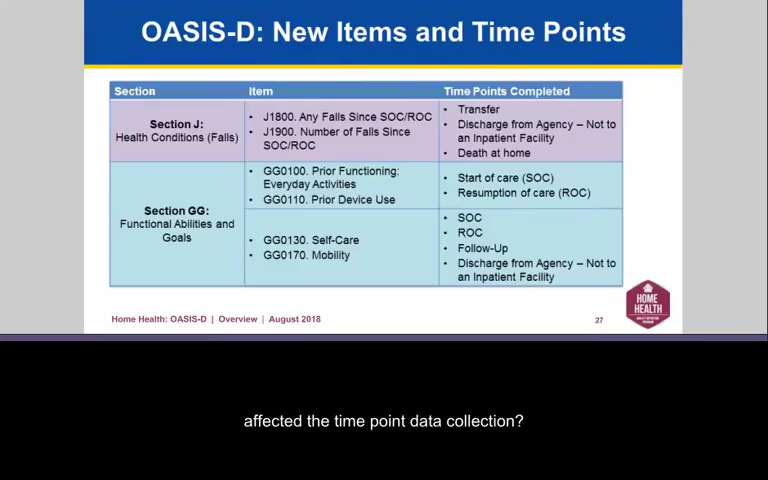 OASIS-D: New Items and Time Points
Section
Item
Time Points Completed
Section J:
Health Conditions (Falls)
• J1800. Any Falls Since SOC/ROC
• J1900. Number of Falls Since
SOC/ROC
• Transfer
• Discharge from Agency – Not to
an Inpatient Facility
• Death at home
Section GG:
Functional Abilities and
Goals
• GG0100. Prior Functioning:
Everyday Activities
• GG0110. Prior Device Use
• Start of care (SOC)
• Resumption of care (ROC)
• GG0130. Self-Care
• GG0170. Mobility
• SOC
• ROC
• Follow-Up
• Discharge from Agency – Not to
an Inpatient Facility
Home Health: OASIS-D | Overview | August 2018
27
HOME
HEALTH
affected the time point data collection?